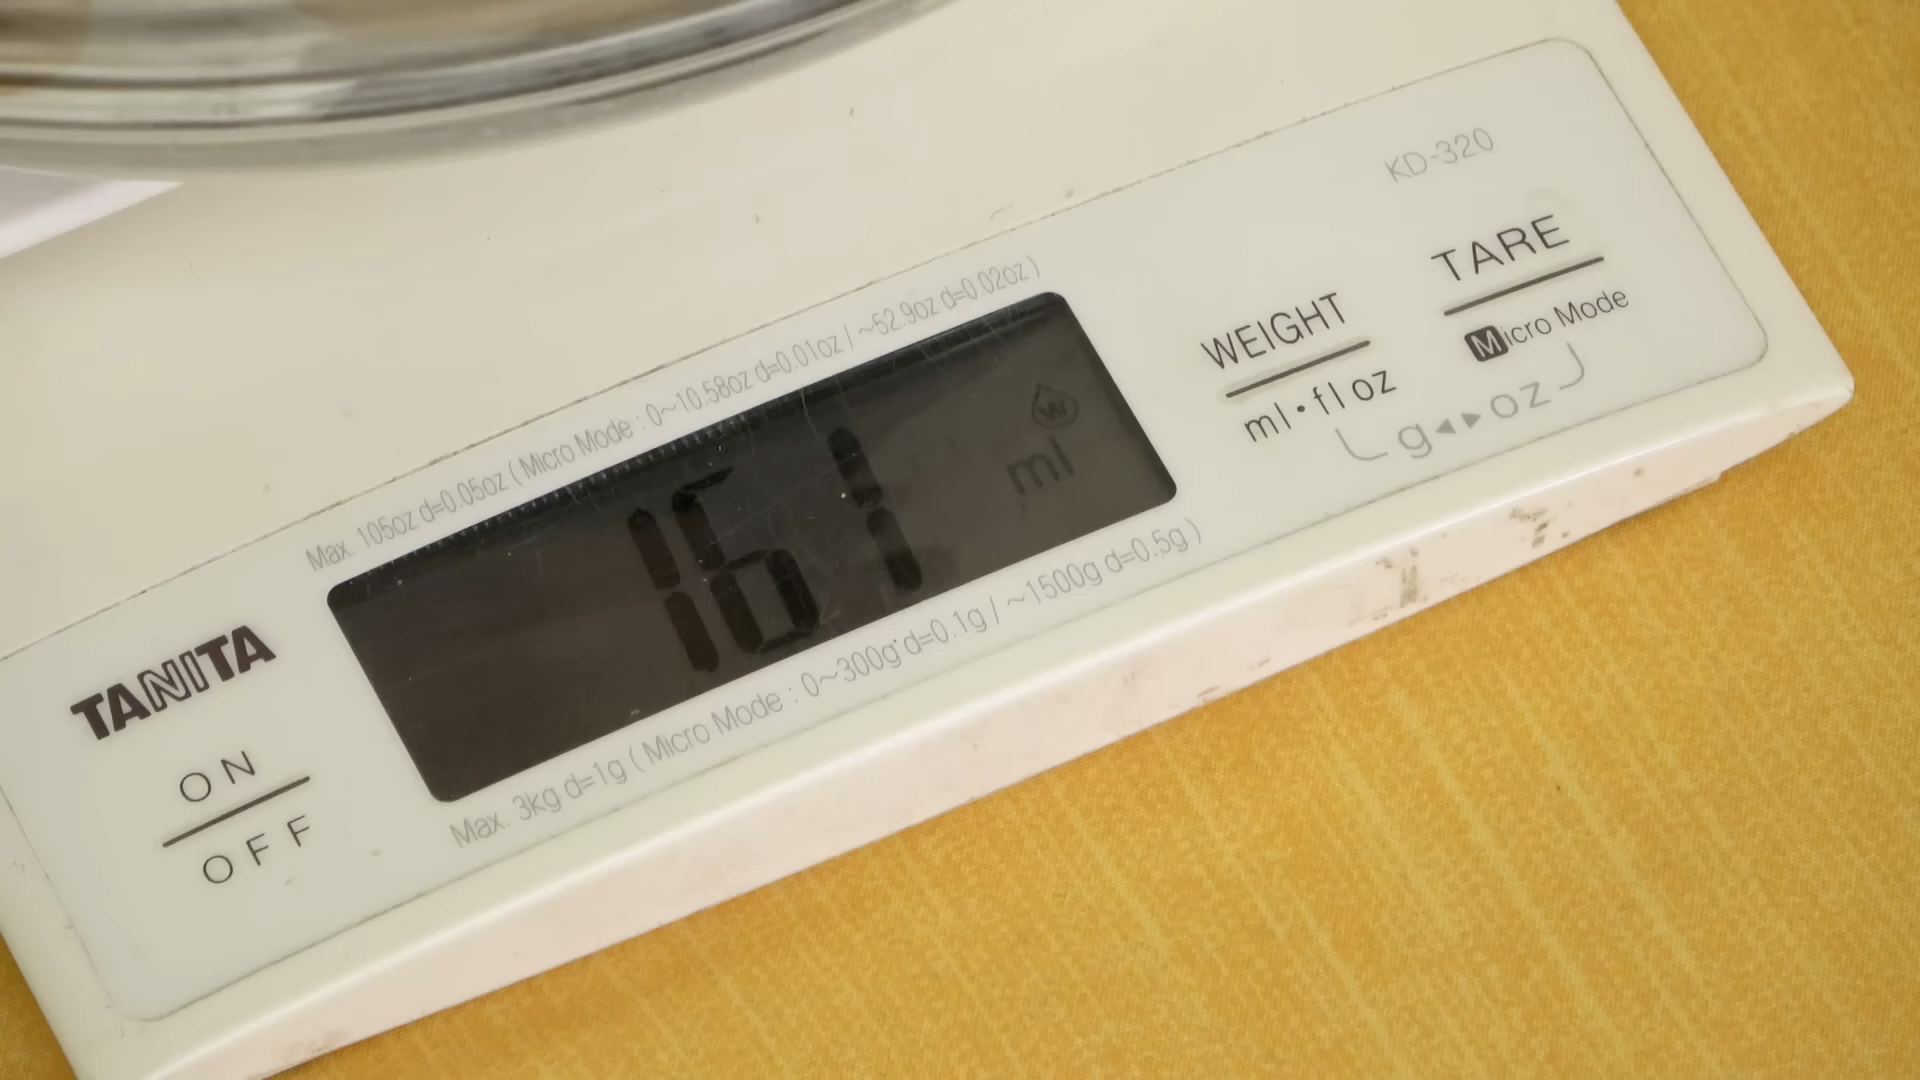 KD-320
TARE
Micro Mode
WEIGHT
ml•fl oz
g◄►oz
Max. 105oz d=0.05oz ( Micro Mode : 0~10.58oz d=0.01oz / ~52.9oz d=0.02oz )
W
161 ml
Max. 3kg d=1g ( Micro Mode : 0~300g d=0.1g / ~1500g d=0.5g )
TANITA
ON
OFF